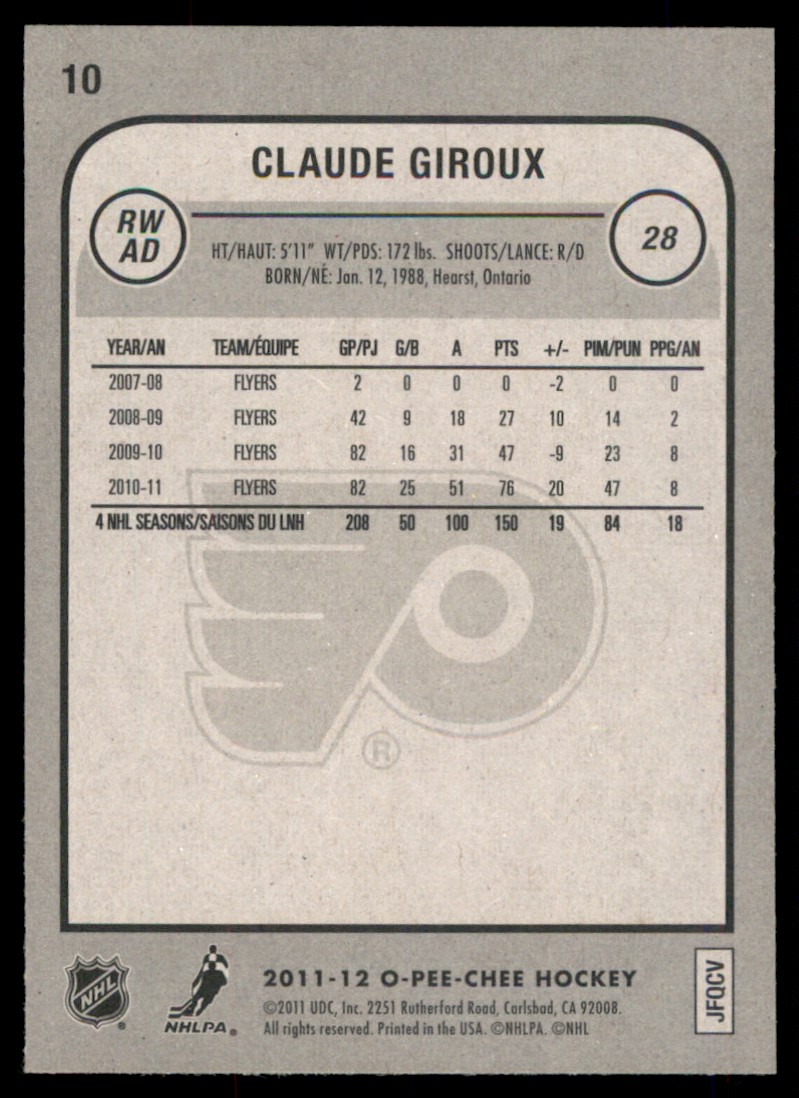 10
CLAUDE GIROUX
RW
AD
28
HT/HAUT: 5'11" WT/PDS: 172 lbs. SHOOTS/LANCE: R/D
BORN/NÉ: Jan. 12, 1988, Hearst, Ontario
YEAR/AN TEAM/ÉQUIPE GP/PJ G/B A PTS +/- PIM/PUN PPG/AN
2007-08 FLYERS 2 0 0 0 -2 0 0
2008-09 FLYERS 42 9 18 27 10 14 2
2009-10 FLYERS 82 16 31 47 -9 23 8
2010-11 FLYERS 82 25 51 76 20 47 8
4 NHL SEASONS/SAISONS DU LNH 208 50 100 150 19 84 18
®
NHL ®
NHLPA ®
2011-12 O-PEE-CHEE HOCKEY
©2011 UDC, Inc. 2251 Rutherford Road, Carlsbad, CA 92008.
All rights reserved. Printed in the USA. ©NHLPA. ©NHL
JFQCV